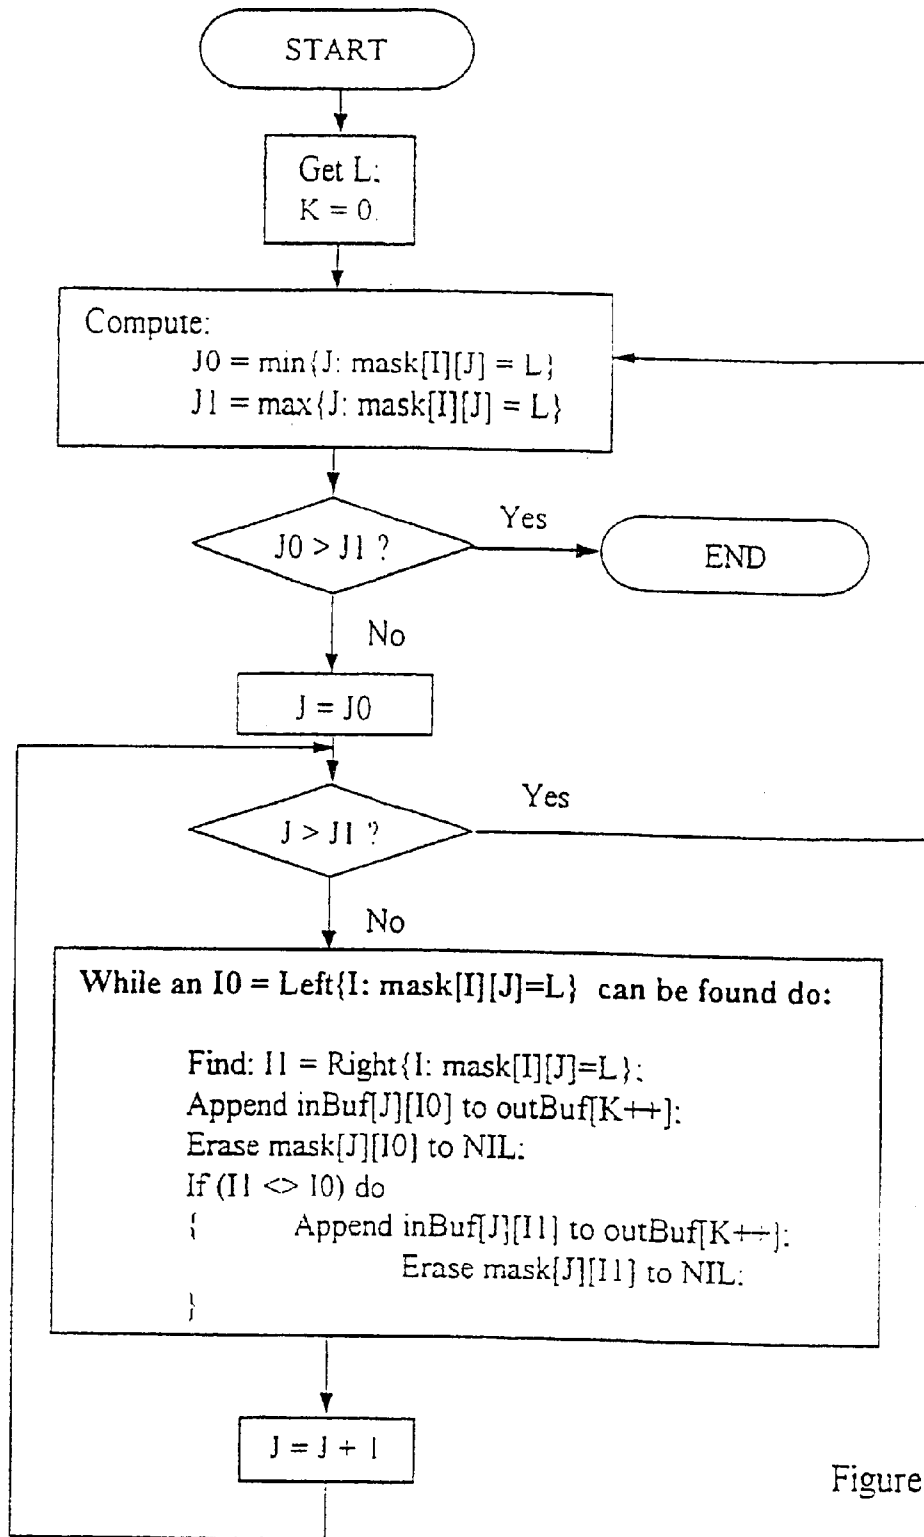 START
Get L;
K = 0.
Compute:
J0 = min{J: mask[I][J] = L}
J1 = max{J: mask[I][J] = L}
J0 > J1 ?
Yes
END
No
J = J0
J > J1 ?
Yes
No
While an I0 = Left{I: mask[I][J]=L} can be found do:
Find: I1 = Right{I: mask[I][J]=L};
Append inBuf[J][I0] to outBuf[K++];
Erase mask[J][I0] to NIL;
If (I1 <> I0) do
{ Append inBuf[J][I1] to outBuf[K++];
Erase mask[J][I1] to NIL;
}
J = J + 1
Figure